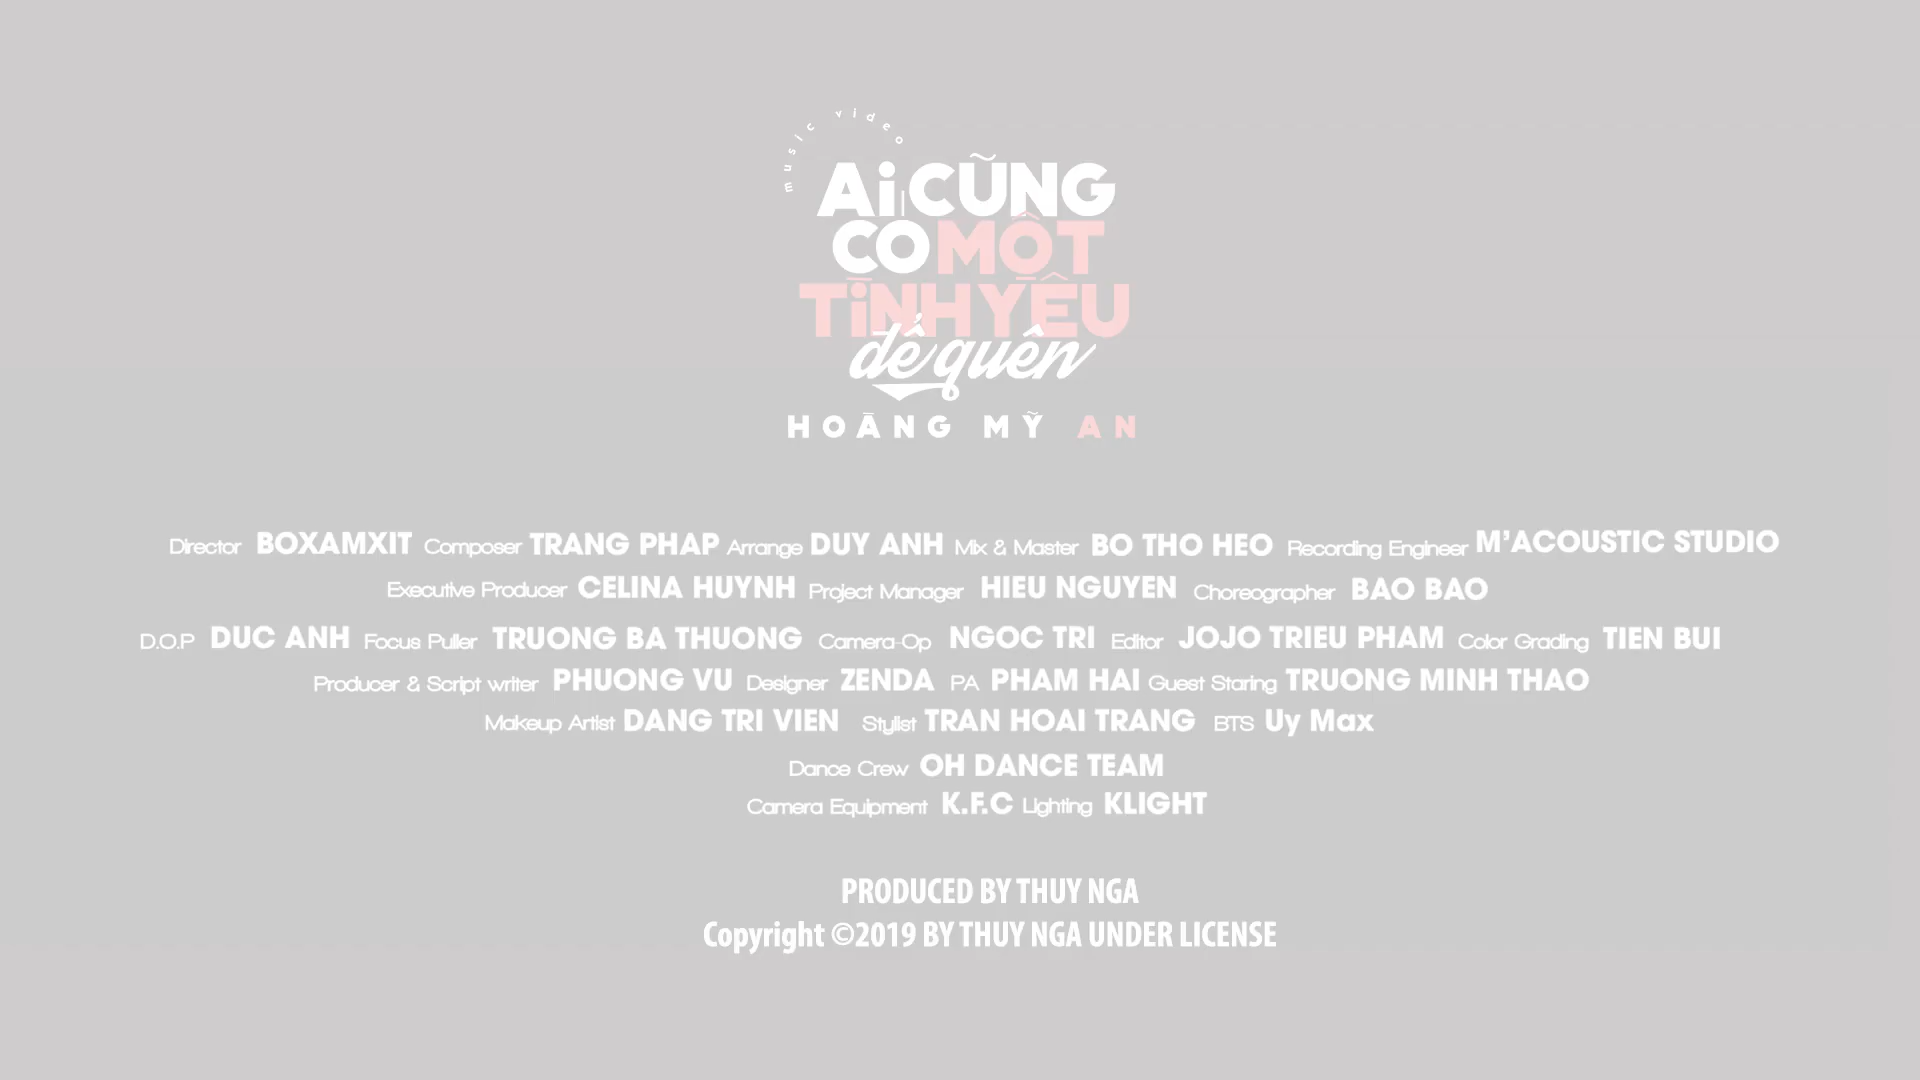 music video
Ai CŨNG
CÓ MỘT
TÌNH YÊU
để quên
HOÀNG MỸ AN
Director BOXAMXIT Composer TRANG PHAP Arrange DUY ANH Mix & Master BO THO HEO Recording Engineer M'ACOUSTIC STUDIO
Executive Producer CELINA HUYNH Project Manager HIEU NGUYEN Choreographer BAO BAO
D.O.P DUC ANH Focus Puller TRUONG BA THUONG Camera-Op NGOC TRI Editor JOJO TRIEU PHAM Color Grading TIEN BUI
Producer & Script writer PHUONG VU Designer ZENDA PA PHAM HAI Guest Staring TRUONG MINH THAO
Makeup Artist DANG TRI VIEN Stylist TRAN HOAI TRANG BTS Uy Max
Dance Crew OH DANCE TEAM
Camera Equipment K.F.C Lighting KLIGHT
PRODUCED BY THUY NGA
Copyright ©2019 BY THUY NGA UNDER LICENSE